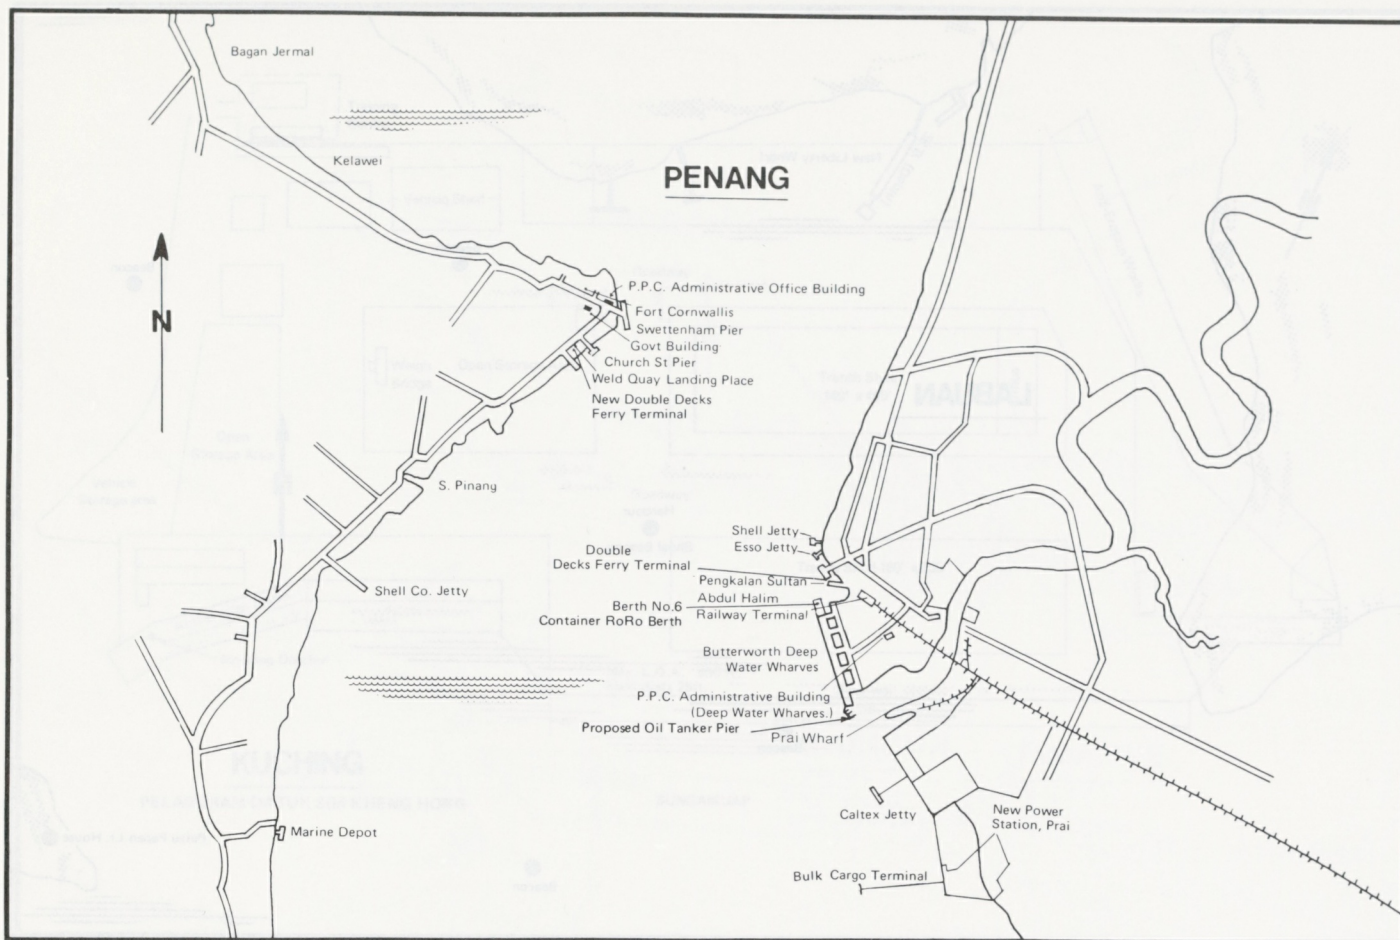 Bagan Jermal
Kelawei
PENANG
N
P.P.C. Administrative Office Building
Fort Cornwallis
Swettenham Pier
Govt Building
Church St Pier
Weld Quay Landing Place
New Double Decks
Ferry Terminal
S. Pinang
Shell Co. Jetty
Marine Depot
Shell Jetty
Esso Jetty
Double
Decks Ferry Terminal
Pengkalan Sultan
Abdul Halim
Railway Terminal
Berth No.6
Container RoRo Berth
Butterworth Deep
Water Wharves
P.P.C. Administrative Building
(Deep Water Wharves.)
Proposed Oil Tanker Pier
Prai Wharf
Caltex Jetty
New Power
Station, Prai
Bulk Cargo Terminal
LABUAN
KUCHING